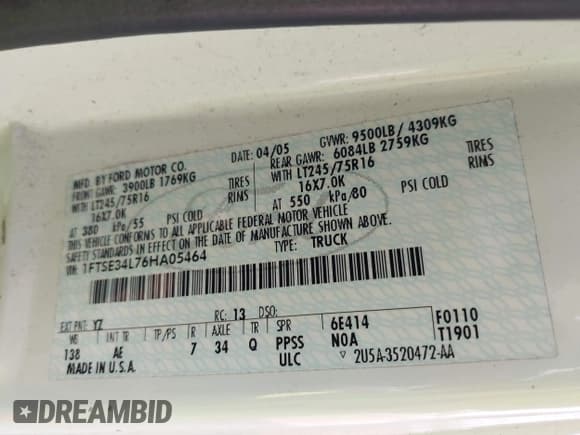 MFD. BY FORD MOTOR CO.
DATE: 04/05 GVWR: 9500LB/ 4309KG
FRONT GAWR: 3900LB 1769KG REAR GAWR: 6084LB 2759KG
WITH LT245/75R16 TIRES WITH LT245/75R16 TIRES
16X7.0K RIMS 16X7.0K RIMS
AT 380 kPa/55 PSI COLD AT 550 kPa/80 PSI COLD
THIS VEHICLE CONFORMS TO ALL APPLICABLE FEDERAL MOTOR VEHICLE
SAFETY STANDARDS IN EFFECT ON THE DATE OF MANUFACTURE SHOWN ABOVE.
VIN: 1FTSE34L76HA05464 TYPE: TRUCK
RC: 13 DSO: F0110
EXT PNT: YZ T1901
WB INT TR TP/PS R AXLE TR SPR 6E414
138 AE 7 34 Q PPSS N0A
MADE IN U.S.A. ULC ▽ 2U5A-3520472-AA
DREAMBID